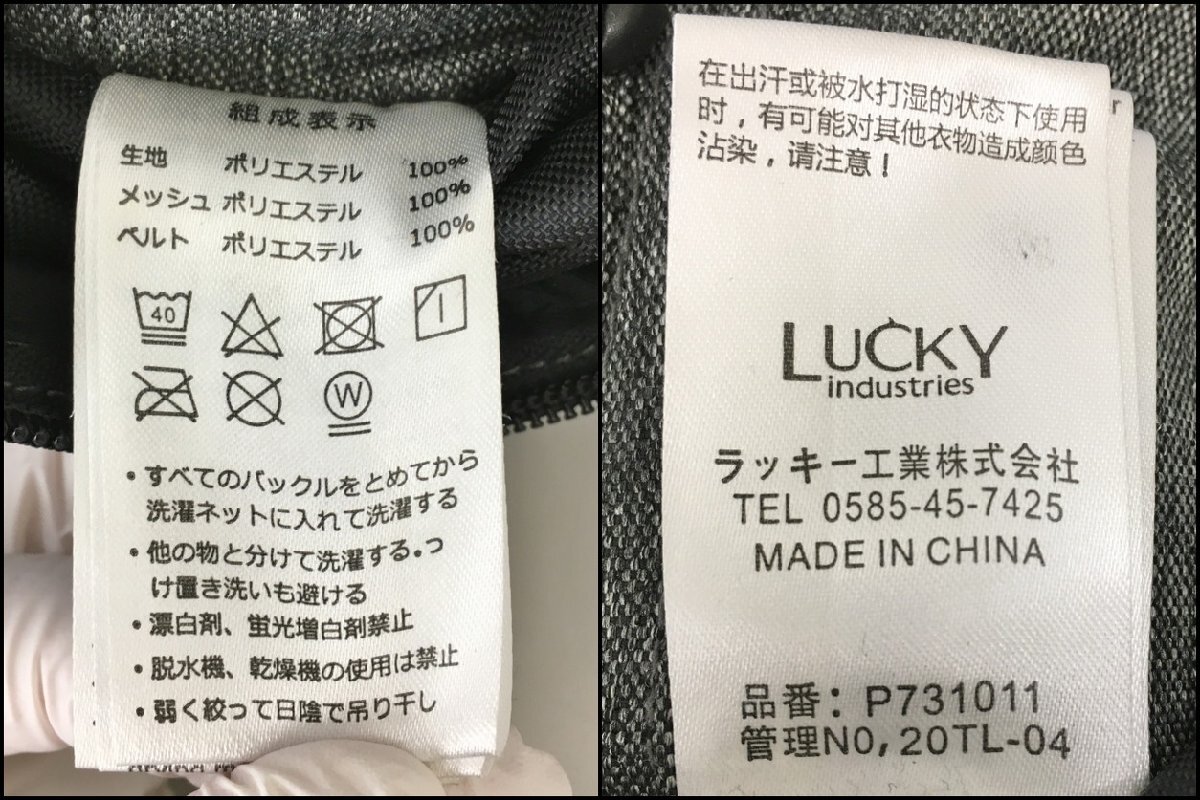 組成表示
生地 ポリエステル 100%
メッシュ ポリエステル 100%
ベルト ポリエステル 100%
40
W
・すべてのバックルをとめてから
洗濯ネットに入れて洗濯する
・他の物と分けて洗濯する。つ
け置き洗いも避ける
・漂白剤、蛍光増白剤禁止
・脱水機、乾燥機の使用は禁止
・弱く絞って日陰で吊り干し
在出汗或被水打湿的状态下使用
时，有可能对其他衣物造成颜色
沾染，请注意！
LUCKY
industries
ラッキー工業株式会社
TEL 0585-45-7425
MADE IN CHINA
品番：P731011
管理NO,20TL-04